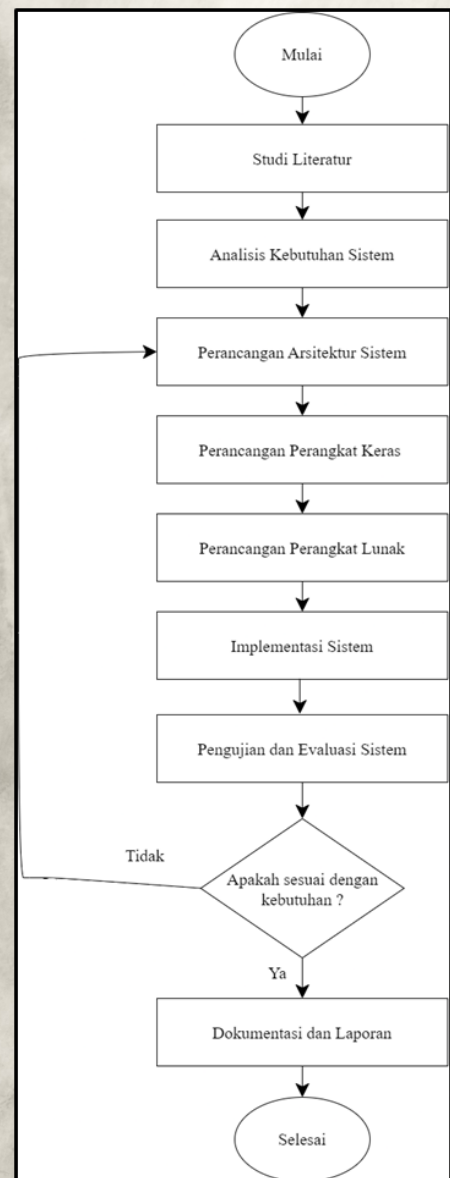 Mulai
Studi Literatur
Analisis Kebutuhan Sistem
Perancangan Arsitektur Sistem
Perancangan Perangkat Keras
Perancangan Perangkat Lunak
Implementasi Sistem
Pengujian dan Evaluasi Sistem
Tidak
Apakah sesuai dengan
kebutuhan ?
Ya
Dokumentasi dan Laporan
Selesai